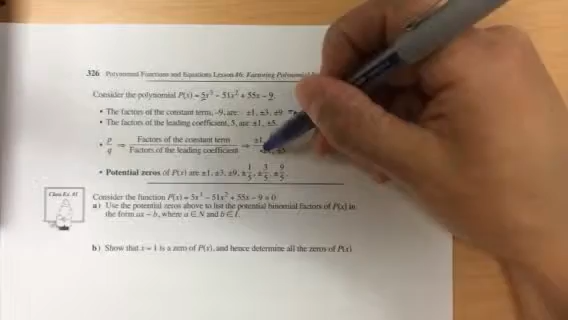 326 Polynomial Functions and Equations Lesson #6: Factoring Polynomial
Consider the polynomial P(x) = 5x³ – 51x² + 55x – 9.
• The factors of the constant term, –9, are ±1, ±3, ±9
• The factors of the leading coefficient, 5, are ±1, ±5.
• p/q ⇒ Factors of the constant term / Factors of the leading coefficient ⇒ ±1,
• Potential zeros of P(x) are ±1, ±3, ±9, ±1/5, ±3/5, ±9/5.
Class Ex. #1
Consider the function P(x) = 5x³ – 51x² + 55x – 9
a) Use the potential zeros above to list the potential binomial factors of P(x) in
the form ax – b, where a ∈ N and b ∈ I.
b) Show that x = 1 is a zero of P(x), and hence determine all the zeros of P(x)